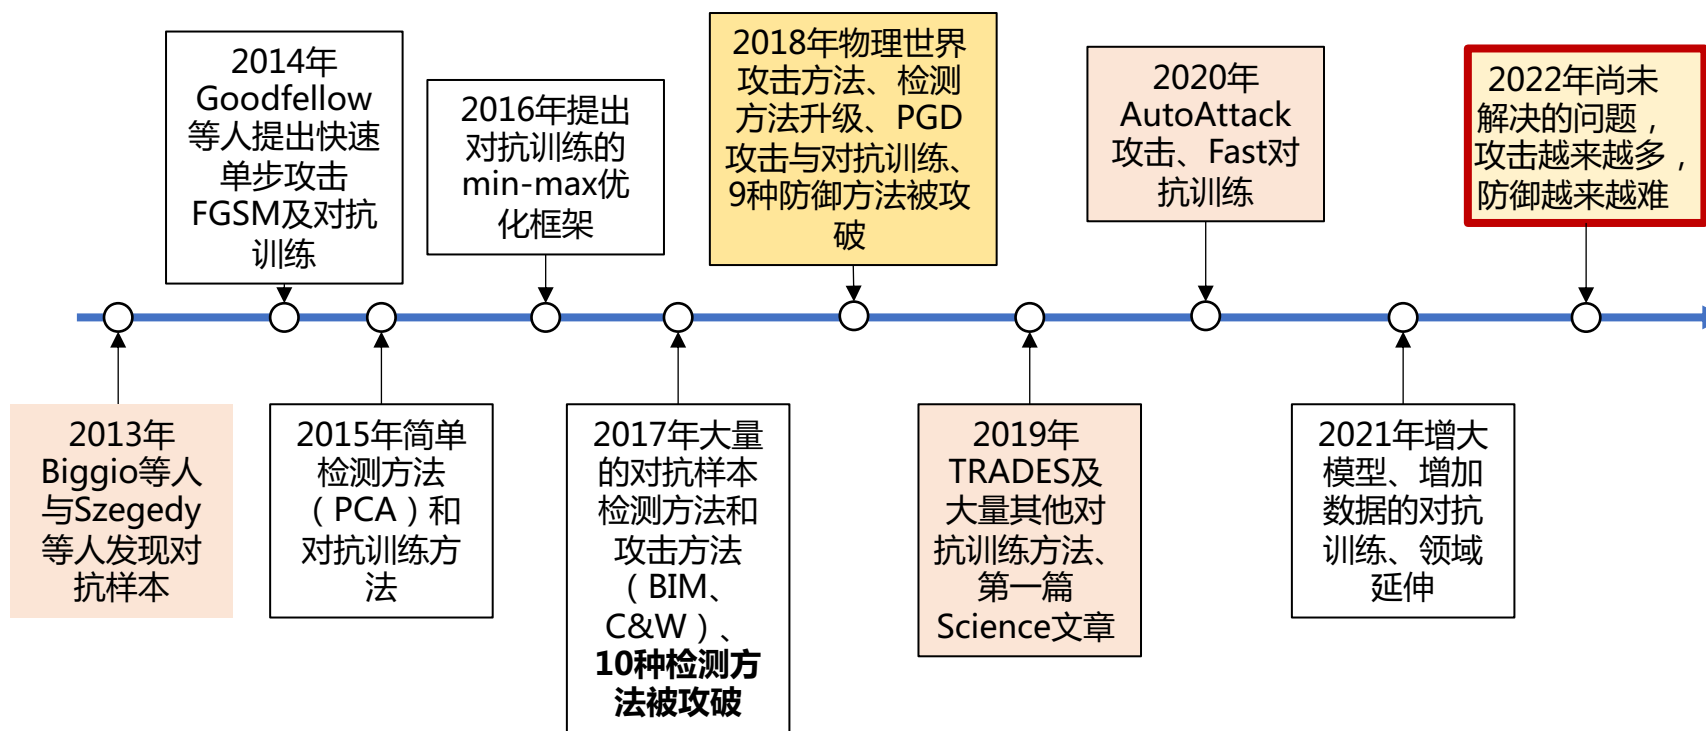 2014年
Goodfellow
等人提出快速
单步攻击
FGSM及对抗
训练
2016年提出
对抗训练的
min-max优
化框架
2018年物理世界
攻击方法、检测
方法升级、PGD
攻击与对抗训练、
9种防御方法被攻
破
2020年
AutoAttack
攻击、Fast对
抗训练
2022年尚未
解决的问题，
攻击越来越多，
防御越来越难
2013年
Biggio等人
与Szegedy
等人发现对
抗样本
2015年简单
检测方法
（PCA）和
对抗训练方
法
2017年大量
的对抗样本
检测方法和
攻击方法
（BIM、
C&W）、
10种检测方
法被攻破
2019年
TRADES及
大量其他对
抗训练方法、
第一篇
Science文章
2021年增大
模型、增加
数据的对抗
训练、领域
延伸